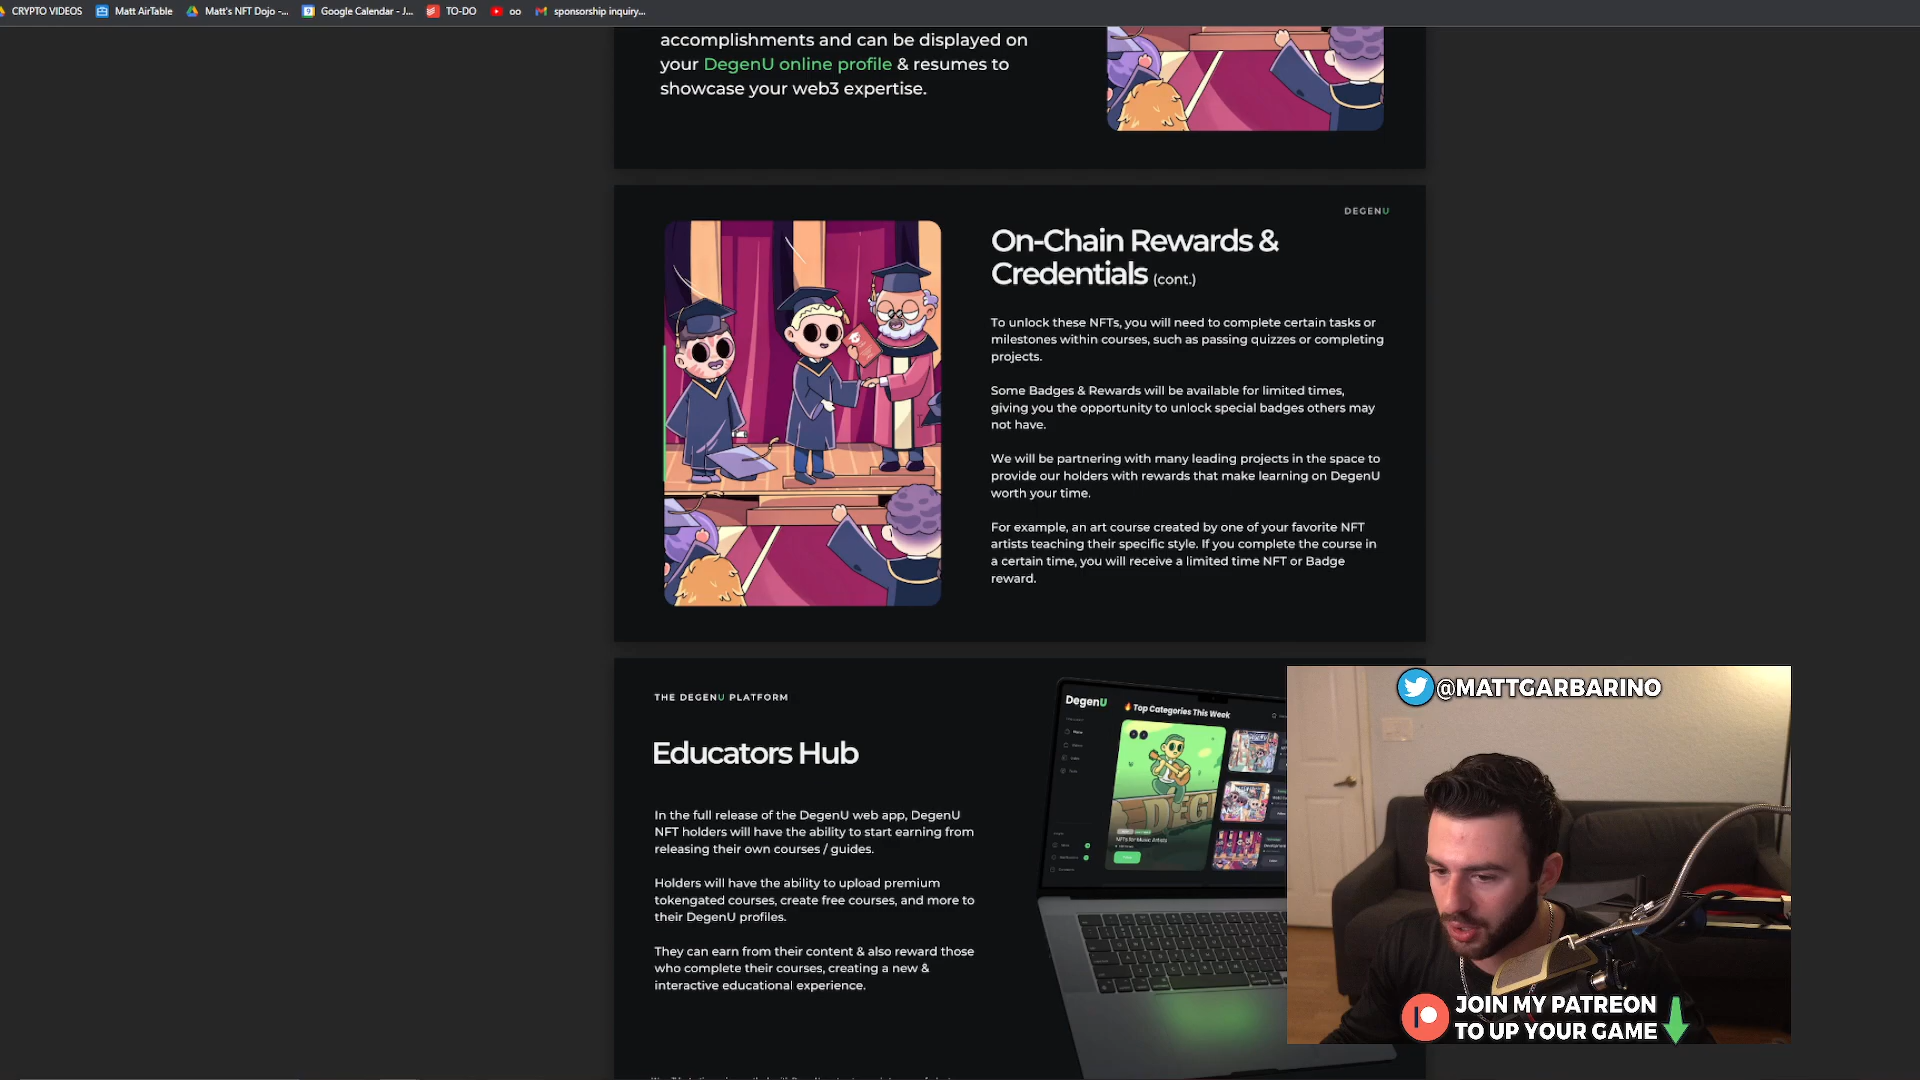 CRYPTO VIDEOS Matt AirTable Matt's NFT Dojo -... Google Calendar - J... TO-DO oo sponsorship inquiry...
accomplishments and can be displayed on
your DegenU online profile & resumes to
showcase your web3 expertise.
DEGENU
On-Chain Rewards &
Credentials (cont.)
To unlock these NFTs, you will need to complete certain tasks or
milestones within courses, such as passing quizzes or completing
projects.
Some Badges & Rewards will be available for limited times,
giving you the opportunity to unlock special badges others may
not have.
We will be partnering with many leading projects in the space to
provide our holders with rewards that make learning on DegenU
worth your time.
For example, an art course created by one of your favorite NFT
artists teaching their specific style. If you complete the course in
a certain time, you will receive a limited time NFT or Badge
reward.
THE DEGENU PLATFORM
Educators Hub
In the full release of the DegenU web app, DegenU
NFT holders will have the ability to start earning from
releasing their own courses / guides.
Holders will have the ability to upload premium
tokengated courses, create free courses, and more to
their DegenU profiles.
They can earn from their content & also reward those
who complete their courses, creating a new &
interactive educational experience.
DegenU
Top Categories This Week
NFTs for Music Artists
@MATTGARBARINO
JOIN MY PATREON
TO UP YOUR GAME